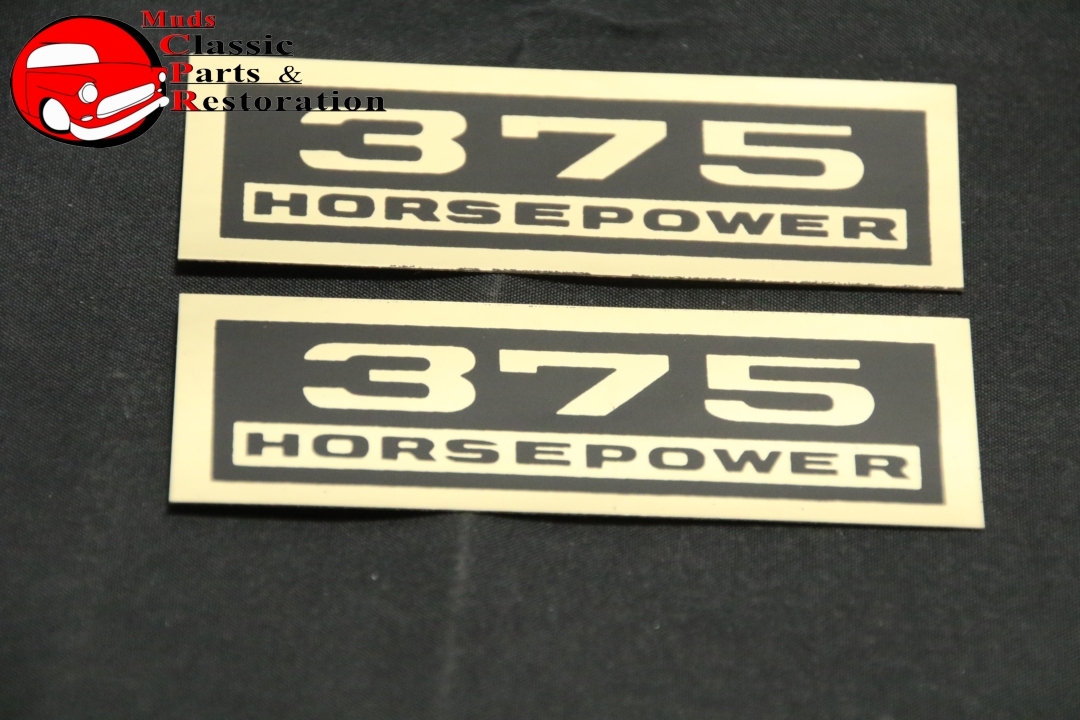 Muds
Classic
Parts &
Restoration
375
HORSEPOWER
375
HORSEPOWER